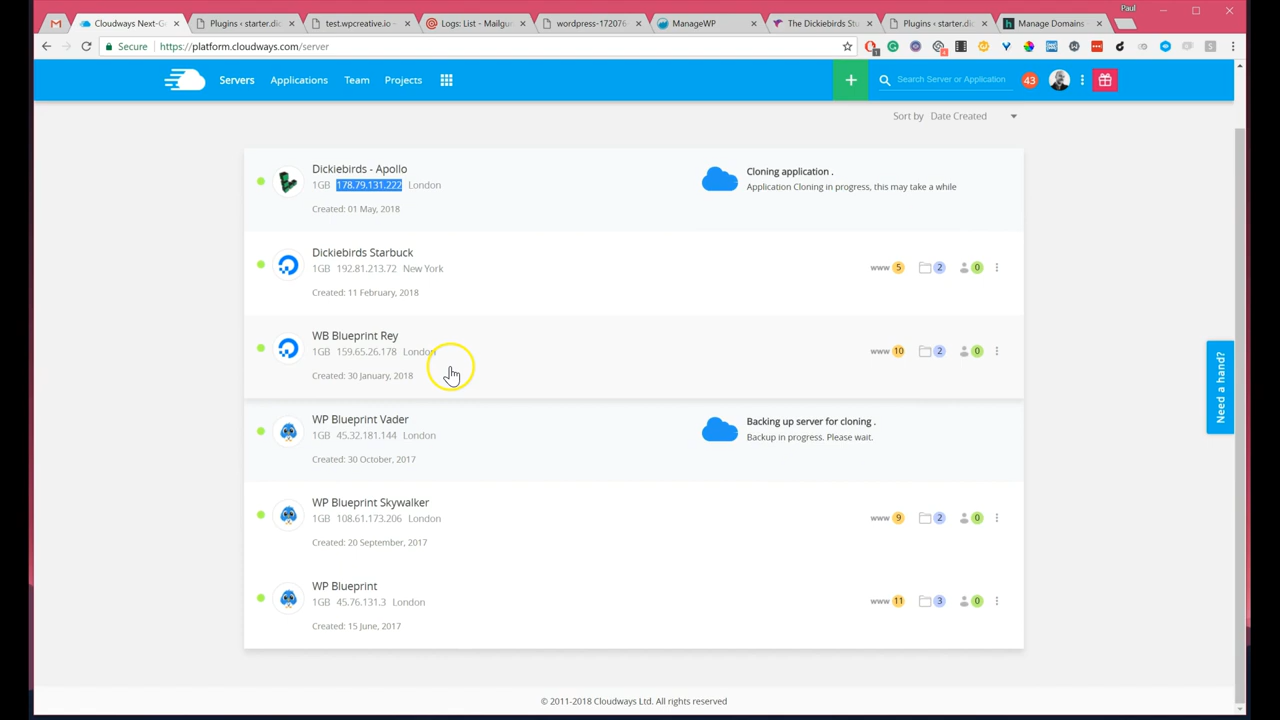 Paul
Cloudways Next-G
Plugins ‹ starter.dic
test.wpcreative.io –
Logs: List - Mailgun
wordpress-172076-
ManageWP
The Dickiebirds Stu
Plugins ‹ starter.dic
Manage Domains
Secure
https://platform.cloudways.com/server
Servers
Applications
Team
Projects
+
Search Server or Application
43
Sort by Date Created
Dickiebirds - Apollo
1GB 178.79.131.222 London
Created: 01 May, 2018
Cloning application .
Application Cloning in progress, this may take a while
Dickiebirds Starbuck
1GB 192.81.213.72 New York
Created: 11 February, 2018
www 5 2 0
WB Blueprint Rey
1GB 159.65.26.178 London
Created: 30 January, 2018
www 10 2 0
WP Blueprint Vader
1GB 45.32.181.144 London
Created: 30 October, 2017
Backing up server for cloning .
Backup in progress. Please wait.
WP Blueprint Skywalker
1GB 108.61.173.206 London
Created: 20 September, 2017
www 9 2 0
WP Blueprint
1GB 45.76.131.3 London
Created: 15 June, 2017
www 11 3 0
Need a hand?
© 2011-2018 Cloudways Ltd. All rights reserved